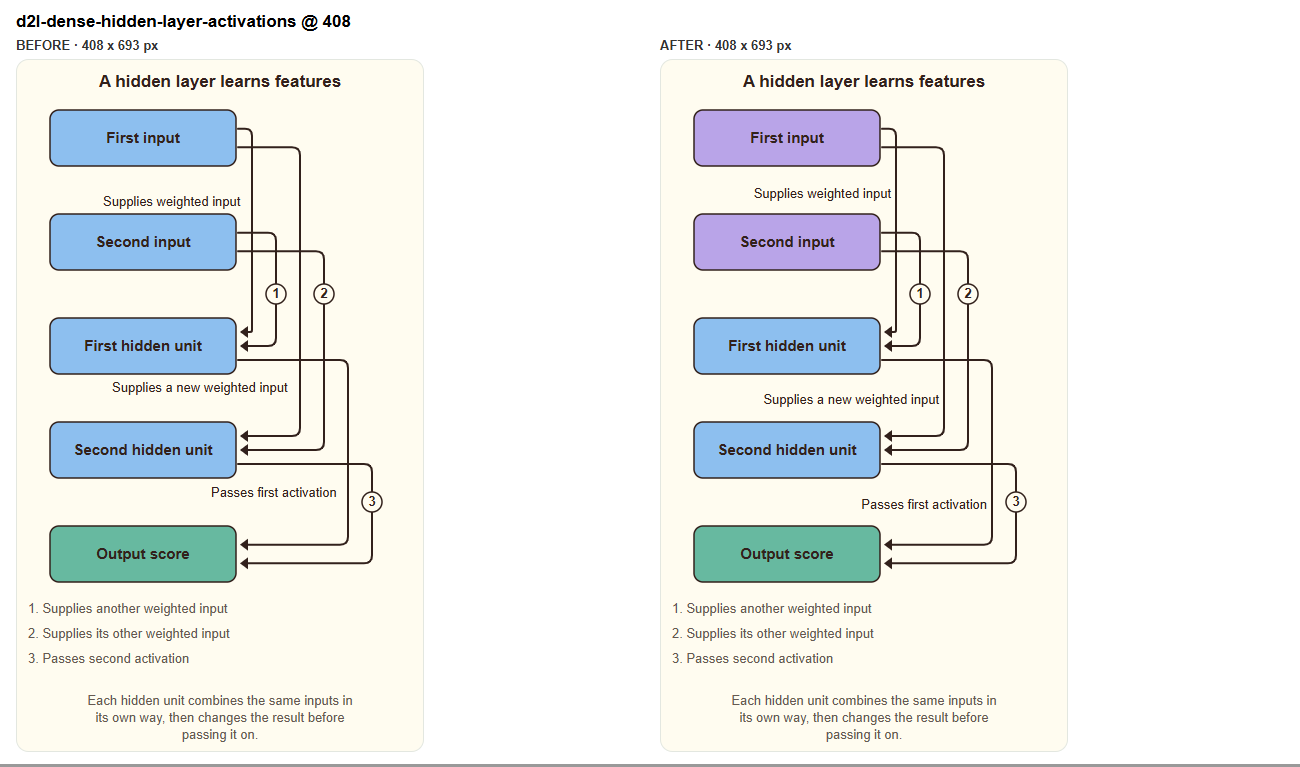 d2l-dense-hidden-layer-activations @ 408
BEFORE · 408 x 693 px
A hidden layer learns features
First input
Supplies weighted input
Second input
1
2
First hidden unit
Supplies a new weighted input
Second hidden unit
Passes first activation
3
Output score
1. Supplies another weighted input
2. Supplies its other weighted input
3. Passes second activation
Each hidden unit combines the same inputs in
its own way, then changes the result before
passing it on.
AFTER · 408 x 693 px
A hidden layer learns features
First input
Supplies weighted input
Second input
1
2
First hidden unit
Supplies a new weighted input
Second hidden unit
Passes first activation
3
Output score
1. Supplies another weighted input
2. Supplies its other weighted input
3. Passes second activation
Each hidden unit combines the same inputs in
its own way, then changes the result before
passing it on.